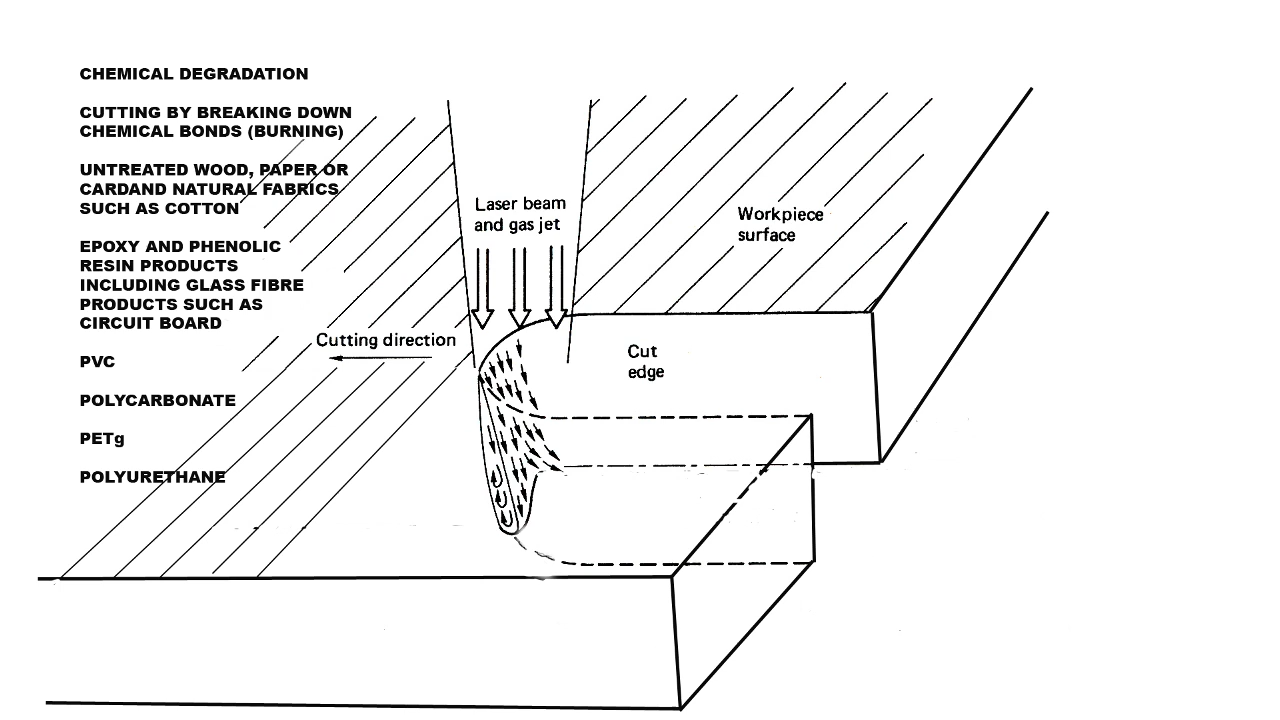 CHEMICAL DEGRADATION
CUTTING BY BREAKING DOWN
CHEMICAL BONDS (BURNING)
UNTREATED WOOD, PAPER OR
CARDAND NATURAL FABRICS
SUCH AS COTTON
EPOXY AND PHENOLIC
RESIN PRODUCTS
INCLUDING GLASS FIBRE
PRODUCTS SUCH AS
CIRCUIT BOARD
PVC
POLYCARBONATE
PETg
POLYURETHANE
Laser beam
and gas jet
Workpiece
surface
Cutting direction
Cut
edge